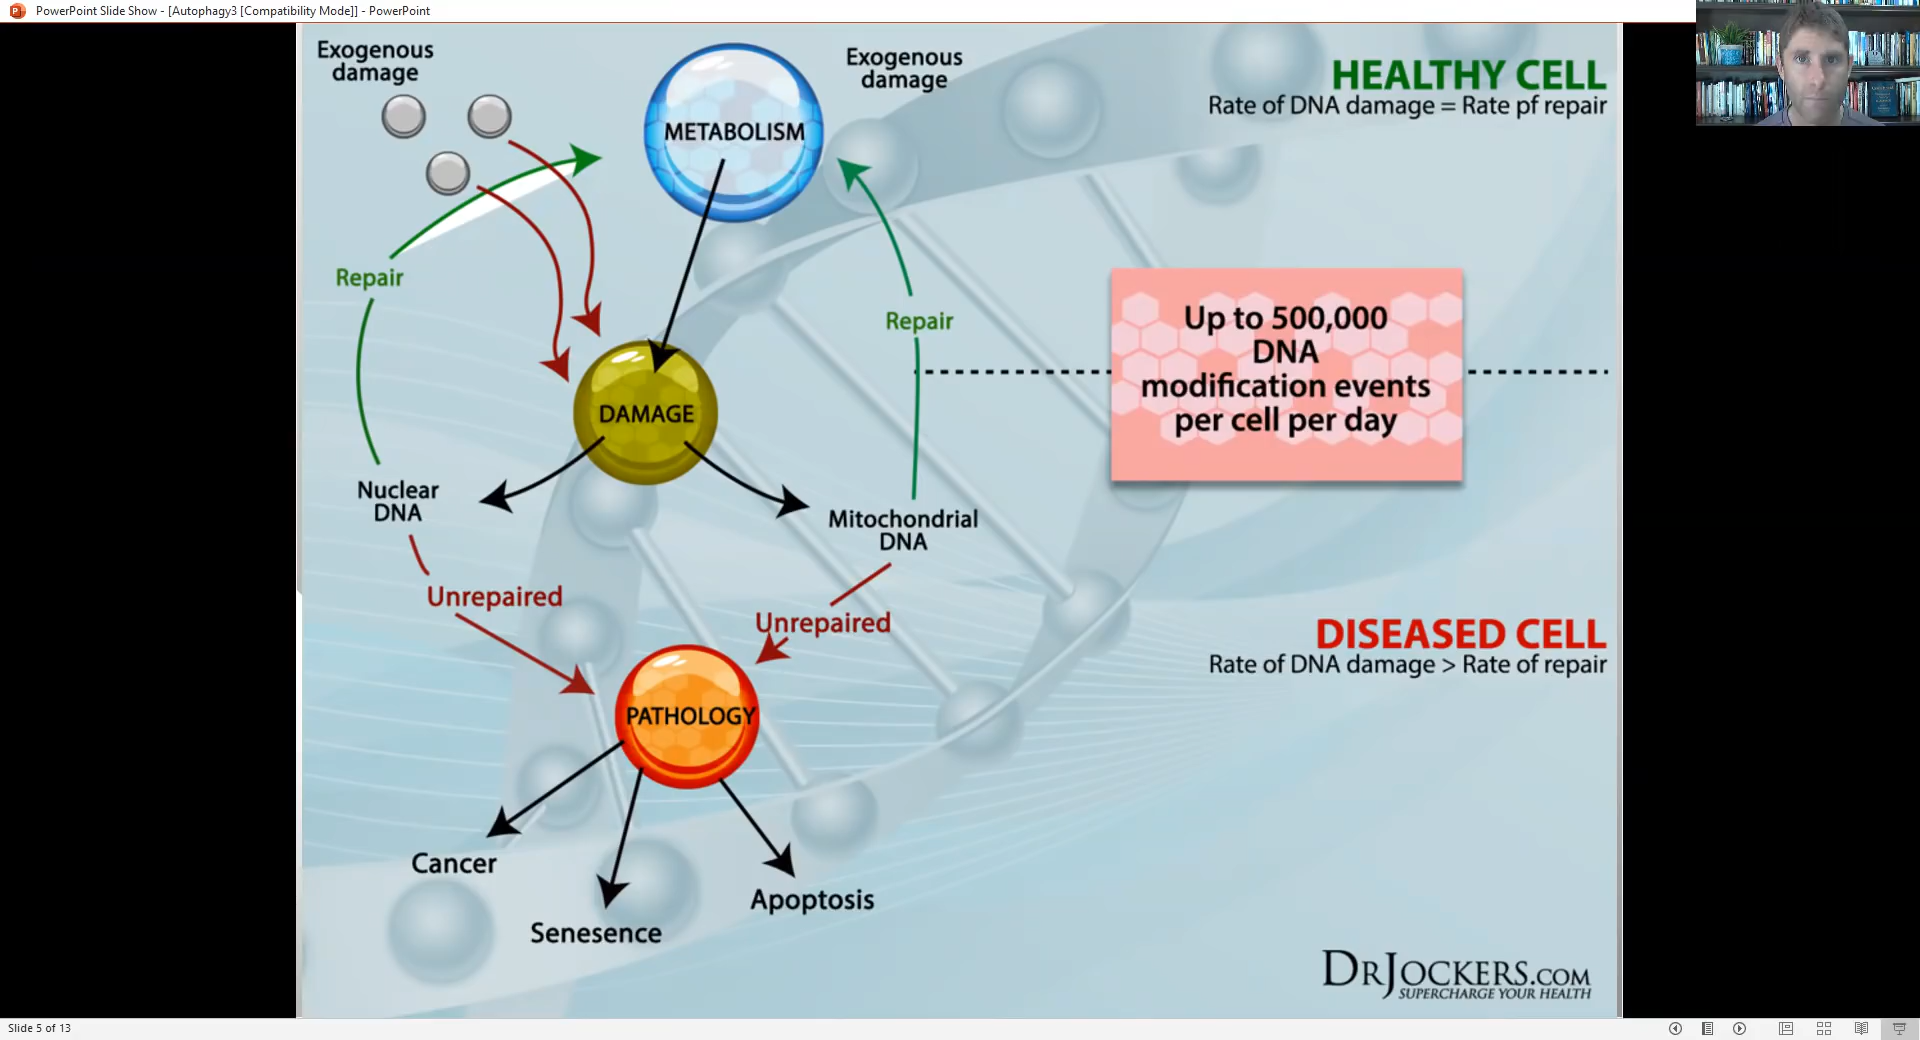 PowerPoint Slide Show - [Autophagy3 [Compatibility Mode]] - PowerPoint
Exogenous
damage
METABOLISM
Exogenous
damage
HEALTHY CELL
Rate of DNA damage = Rate pf repair
Repair
Repair
Up to 500,000
DNA
modification events
per cell per day
DAMAGE
Nuclear
DNA
Mitochondrial
DNA
Unrepaired
Unrepaired
DISEASED CELL
Rate of DNA damage > Rate of repair
PATHOLOGY
Cancer
Senesence
Apoptosis
DRJOCKERS.COM
SUPERCHARGE YOUR HEALTH
Slide 5 of 13